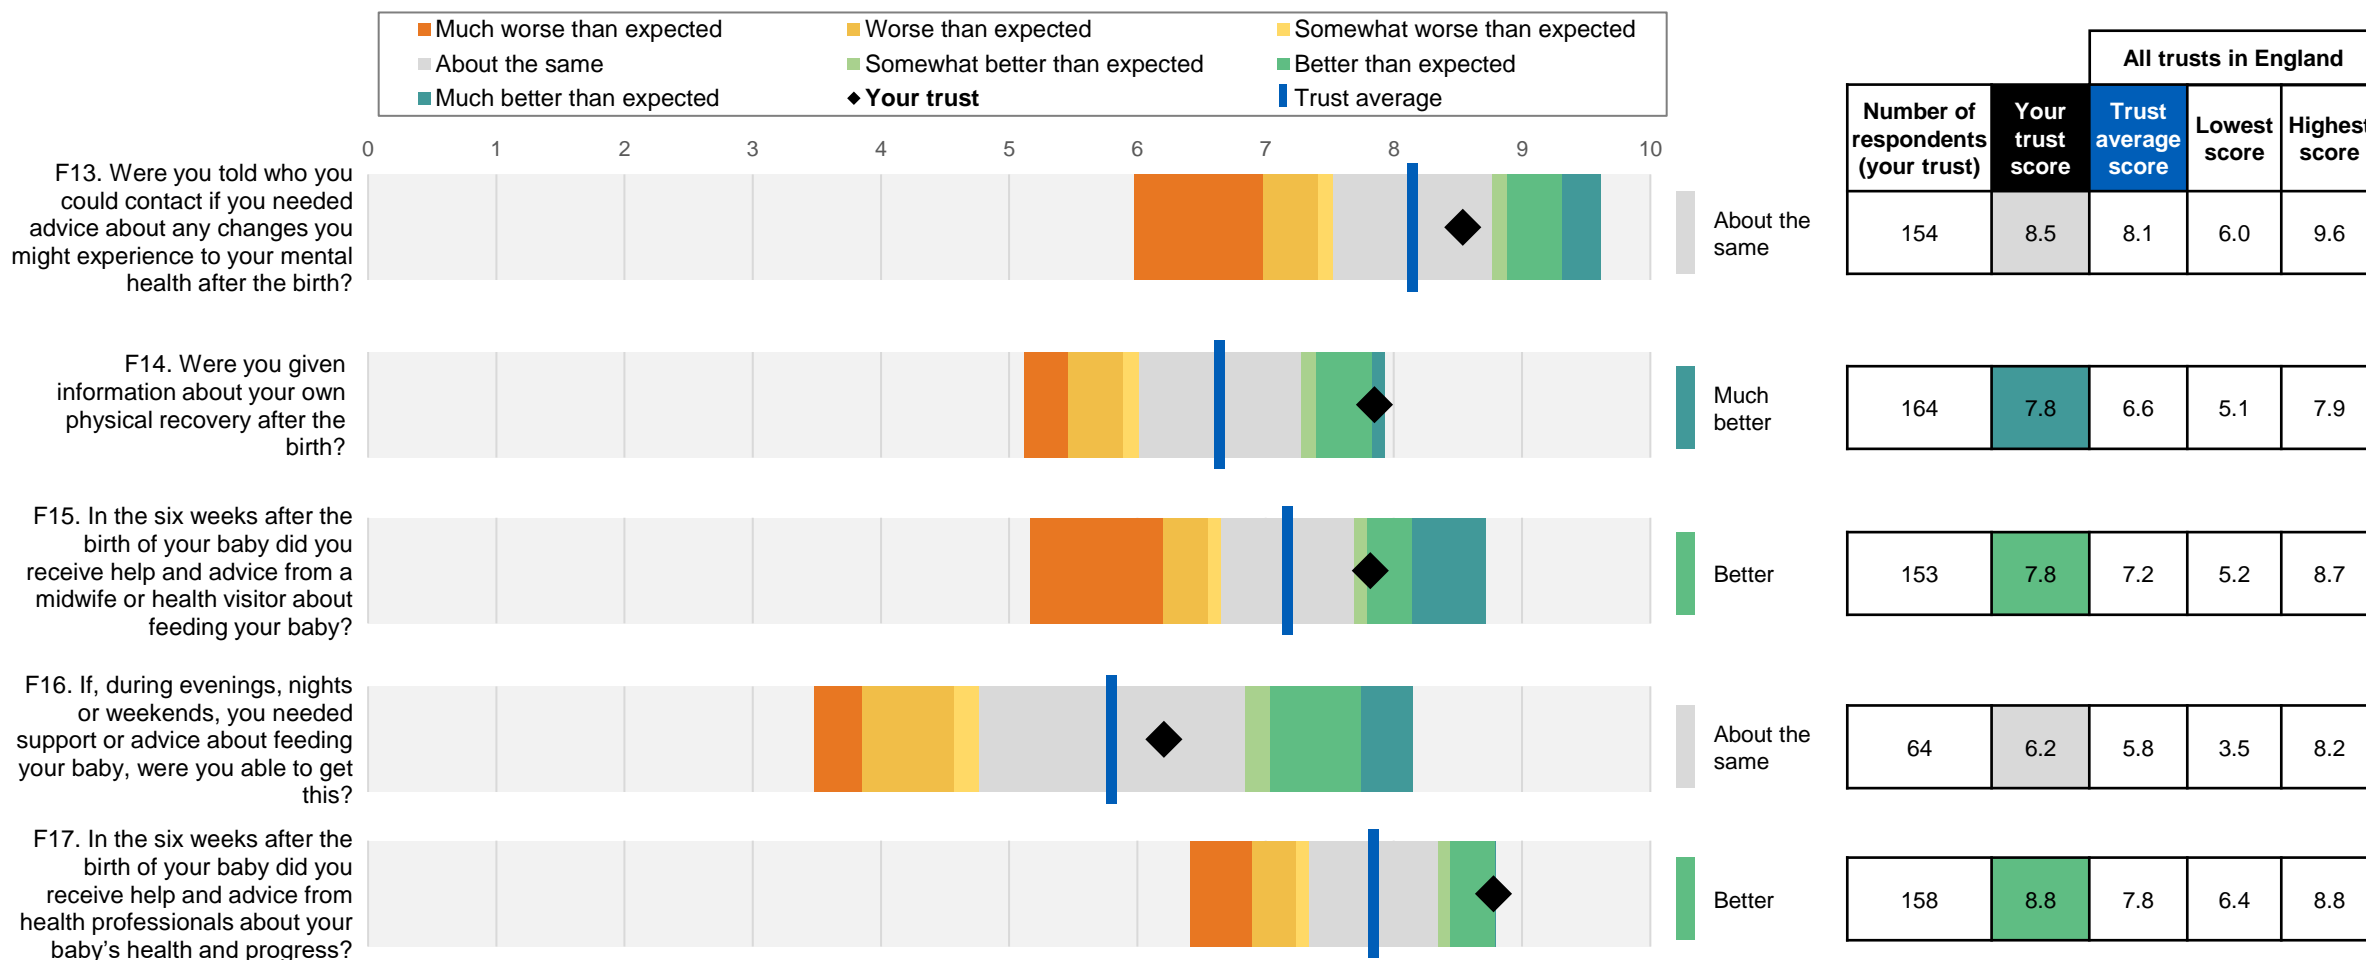 Much worse than expected
Worse than expected
Somewhat worse than expected
About the same
Somewhat better than expected
Better than expected
Much better than expected
Your trust
Trust average
All trusts in England
Number of respondents (your trust)
Your trust score
Trust average score
Lowest score
Highest score
0 1 2 3 4 5 6 7 8 9 10
F13. Were you told who you
could contact if you needed
advice about any changes you
might experience to your mental
health after the birth?
About the
same
154 8.5 8.1 6.0 9.6
F14. Were you given
information about your own
physical recovery after the
birth?
Much
better
164 7.8 6.6 5.1 7.9
F15. In the six weeks after the
birth of your baby did you
receive help and advice from a
midwife or health visitor about
feeding your baby?
Better
153 7.8 7.2 5.2 8.7
F16. If, during evenings, nights
or weekends, you needed
support or advice about feeding
your baby, were you able to get
this?
About the
same
64 6.2 5.8 3.5 8.2
F17. In the six weeks after the
birth of your baby did you
receive help and advice from
health professionals about your
baby’s health and progress?
Better
158 8.8 7.8 6.4 8.8